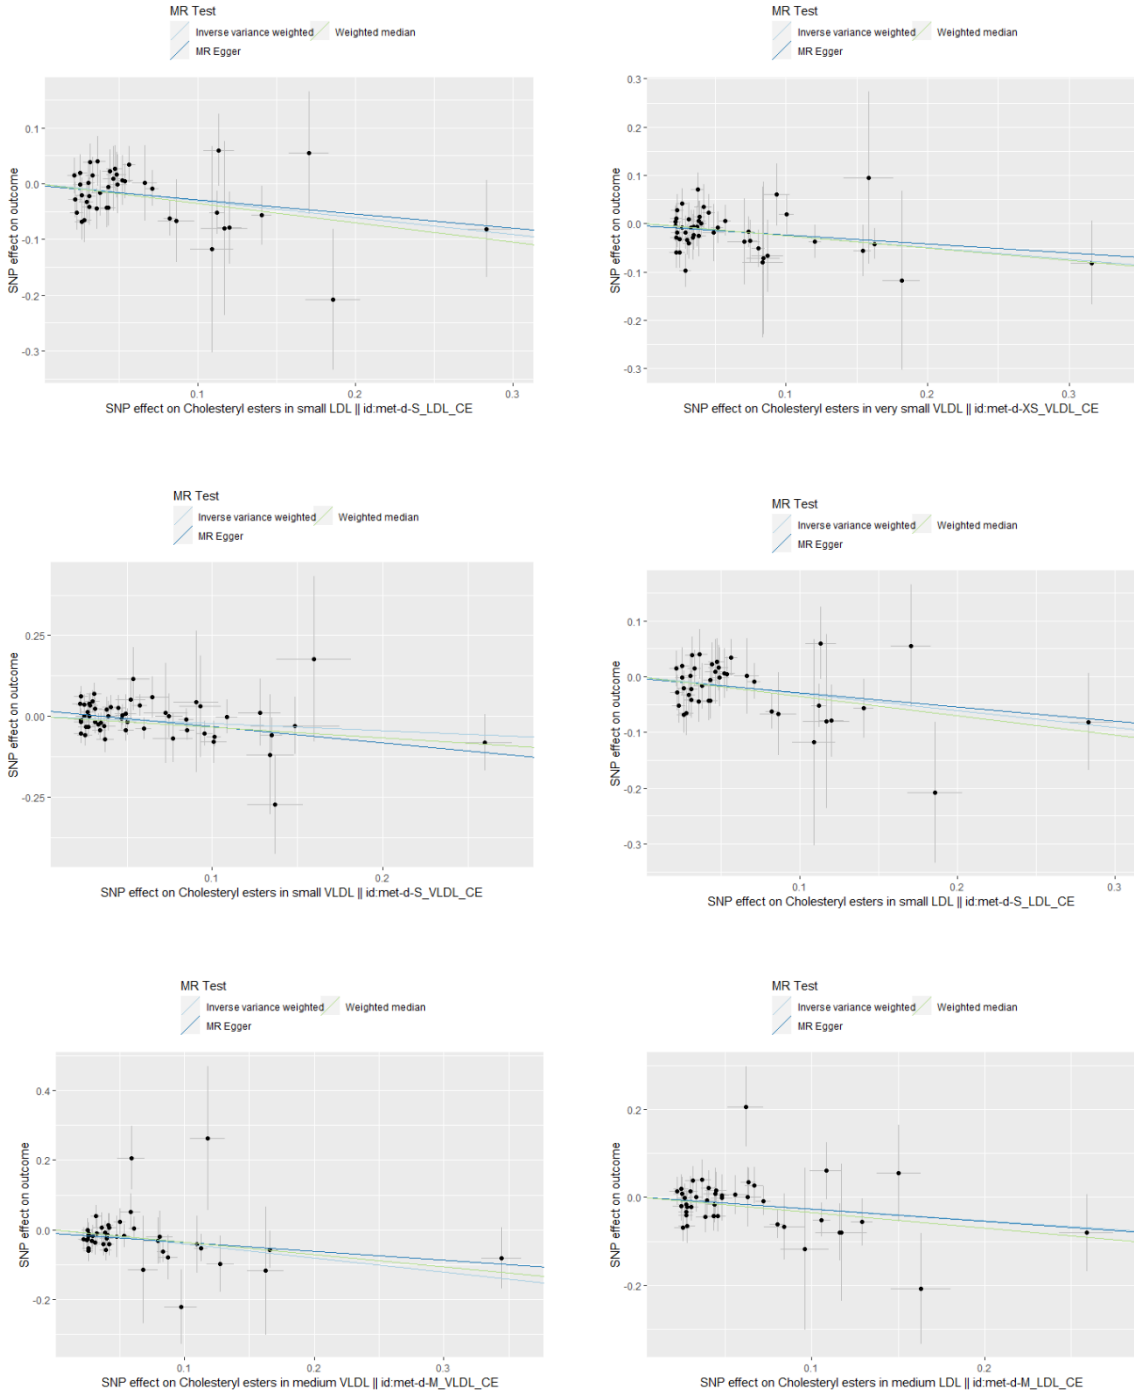 MR Test
Inverse variance weighted Weighted median
MR Egger
0.1
0.0
-0.1
-0.2
-0.3
SNP effect on outcome
0.1 0.2 0.3
SNP effect on Cholesteryl esters in small LDL || id:met-d-S_LDL_CE
MR Test
Inverse variance weighted Weighted median
MR Egger
0.3
0.2
0.1
0.0
-0.1
-0.2
-0.3
SNP effect on outcome
0.1 0.2 0.3
SNP effect on Cholesteryl esters in very small VLDL || id:met-d-XS_VLDL_CE
MR Test
Inverse variance weighted Weighted median
MR Egger
0.25
0.00
-0.25
SNP effect on outcome
0.1 0.2
SNP effect on Cholesteryl esters in small VLDL || id:met-d-S_VLDL_CE
MR Test
Inverse variance weighted Weighted median
MR Egger
0.1
0.0
-0.1
-0.2
-0.3
SNP effect on outcome
0.1 0.2 0.3
SNP effect on Cholesteryl esters in small LDL || id:met-d-S_LDL_CE
MR Test
Inverse variance weighted Weighted median
MR Egger
0.4
0.2
0.0
-0.2
SNP effect on outcome
0.1 0.2 0.3
SNP effect on Cholesteryl esters in medium VLDL || id:met-d-M_VLDL_CE
MR Test
Inverse variance weighted Weighted median
MR Egger
0.2
0.0
-0.2
SNP effect on outcome
0.1 0.2
SNP effect on Cholesteryl esters in medium LDL || id:met-d-M_LDL_CE